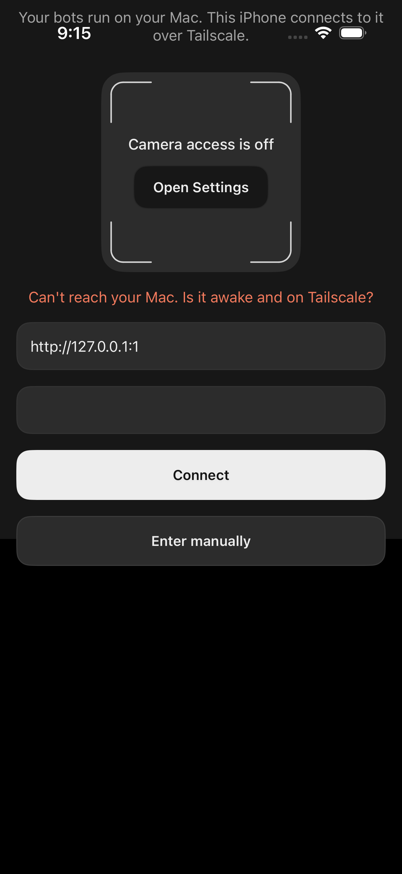 Your bots run on your Mac. This iPhone connects to it
over Tailscale.
9:15
Camera access is off
Open Settings
Can't reach your Mac. Is it awake and on Tailscale?
http://127.0.0.1:1
Connect
Enter manually